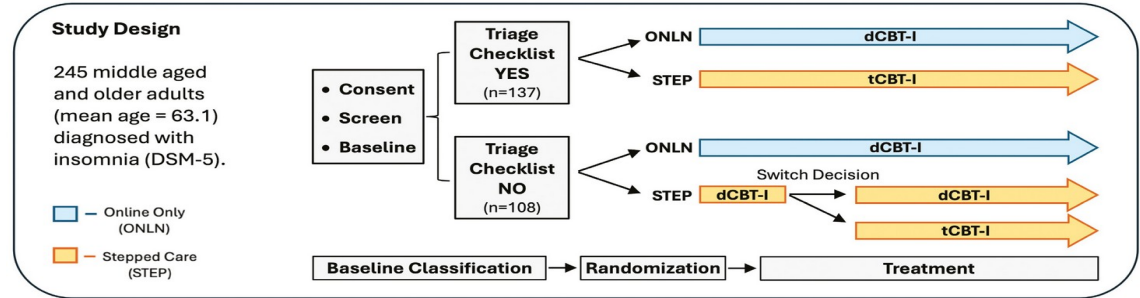 Study Design
245 middle aged
and older adults
(mean age = 63.1)
diagnosed with
insomnia (DSM-5).
– Online Only
(ONLN)
– Stepped Care
(STEP)
• Consent
• Screen
• Baseline
Triage
Checklist
YES
(n=137)
ONLN
dCBT-I
STEP
tCBT-I
Triage
Checklist
NO
(n=108)
ONLN
dCBT-I
STEP
dCBT-I
Switch Decision
dCBT-I
tCBT-I
Baseline Classification
Randomization
Treatment